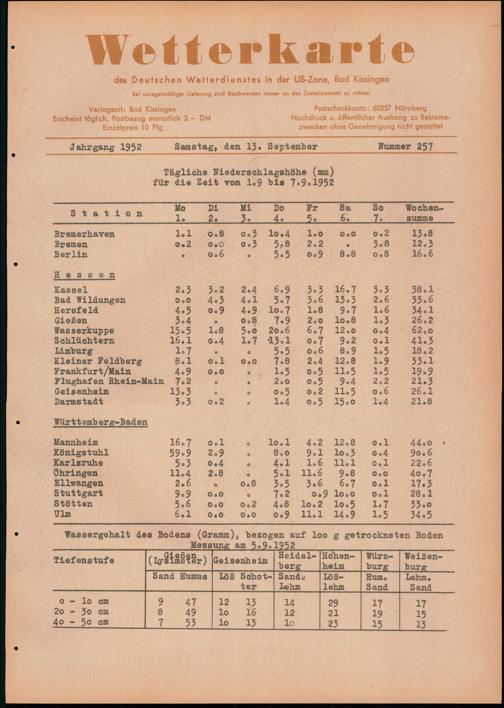 Wetterkarte
des Deutschen Wetterdienstes in der US-Zone, Bad Kissingen
Bei unregelmäßiger Lieferung sind Beschwerden immer an das Zustellpostamt zu richten
Verlagsort: Bad Kissingen
Erscheint täglich, Postbezug monatlich 3.– DM
Einzelpreis 10 Pfg
Postscheckkonto: 60257 Nürnberg
Nachdruck u. öffentlicher Aushang zu Reklame-
zwecken ohne Genehmigung nicht gestattet
Jahrgang 1952 Samstag, den 13. September Nummer 257
Tägliche Niederschlagshöhe (mm)
für die Zeit vom 1.9 bis 7.9.1952
Station Mo Di Mi Do Fr Sa So Wochen-
1. 2. 3. 4. 5. 6. 7. summe
Bremerhaven 1.1 0.8 0.3 10.4 1.0 0.0 0.2 13.8
Bremen 0.2 0.0 0.3 5.8 2.2 . 3.8 12.3
Berlin . 0.6 . 5.5 0.9 8.8 0.8 16.6
Hessen
Kassel 2.3 3.2 2.4 6.9 3.3 16.7 3.3 38.1
Bad Wildungen 0.0 4.3 4.1 5.7 3.6 13.3 2.6 33.6
Hersfeld 4.5 0.9 4.9 10.7 1.8 9.7 1.6 34.1
Gießen 3.4 . 0.8 7.9 2.0 10.8 1.3 26.2
Wasserkuppe 15.5 1.8 5.0 20.6 6.7 12.0 0.4 62.0
Schlüchtern 16.1 0.4 1.7 13.1 0.7 9.2 0.1 41.3
Limburg 1.7 . . 5.5 0.6 8.9 1.5 18.2
Kleiner Feldberg 8.1 0.1 0.0 7.8 2.4 12.8 1.9 33.1
Frankfurt/Main 4.9 0.0 . 1.5 0.5 11.5 1.5 19.9
Flughafen Rhein-Main 7.2 . . 2.0 0.5 9.4 2.2 21.3
Geisenheim 13.3 . . 0.5 0.2 11.5 0.6 26.1
Darmstadt 3.3 0.2 . 1.4 0.5 15.0 1.4 21.8
Württemberg-Baden
Mannheim 16.7 0.1 . 10.1 4.2 12.8 0.1 44.0
Königstuhl 59.9 2.9 . 8.0 9.1 10.3 0.4 90.6
Karlsruhe 5.3 0.4 . 4.1 1.6 11.1 0.1 22.6
Öhringen 11.4 2.8 . 5.1 11.6 9.8 0.0 40.7
Ellwangen 2.6 . 0.8 3.5 3.6 6.7 0.1 17.3
Stuttgart 9.9 0.0 . 7.2 0.9 10.0 0.1 28.1
Stötten 5.6 0.0 0.2 4.8 10.2 10.5 1.7 33.0
Ulm 6.1 0.0 0.0 0.9 11.1 14.9 1.5 34.5
Wassergehalt des Bodens (Gramm), bezogen auf 100 g getrockneten Boden
Messung am 5.9.1952
Tiefenstufe Gießen Geisenheim Heidel- Hohen- Würz- Weißen-
(Lysimeter) berg heim burg burg
Sand Humus Löß Schot- Sand. Löß- Hum. Lehm.
ter Lehm lehm Sand Sand
0 - 10 cm 9 47 12 13 14 29 17 17
20 - 30 cm 8 49 10 16 12 21 19 15
40 - 50 cm 7 53 10 13 10 23 15 13